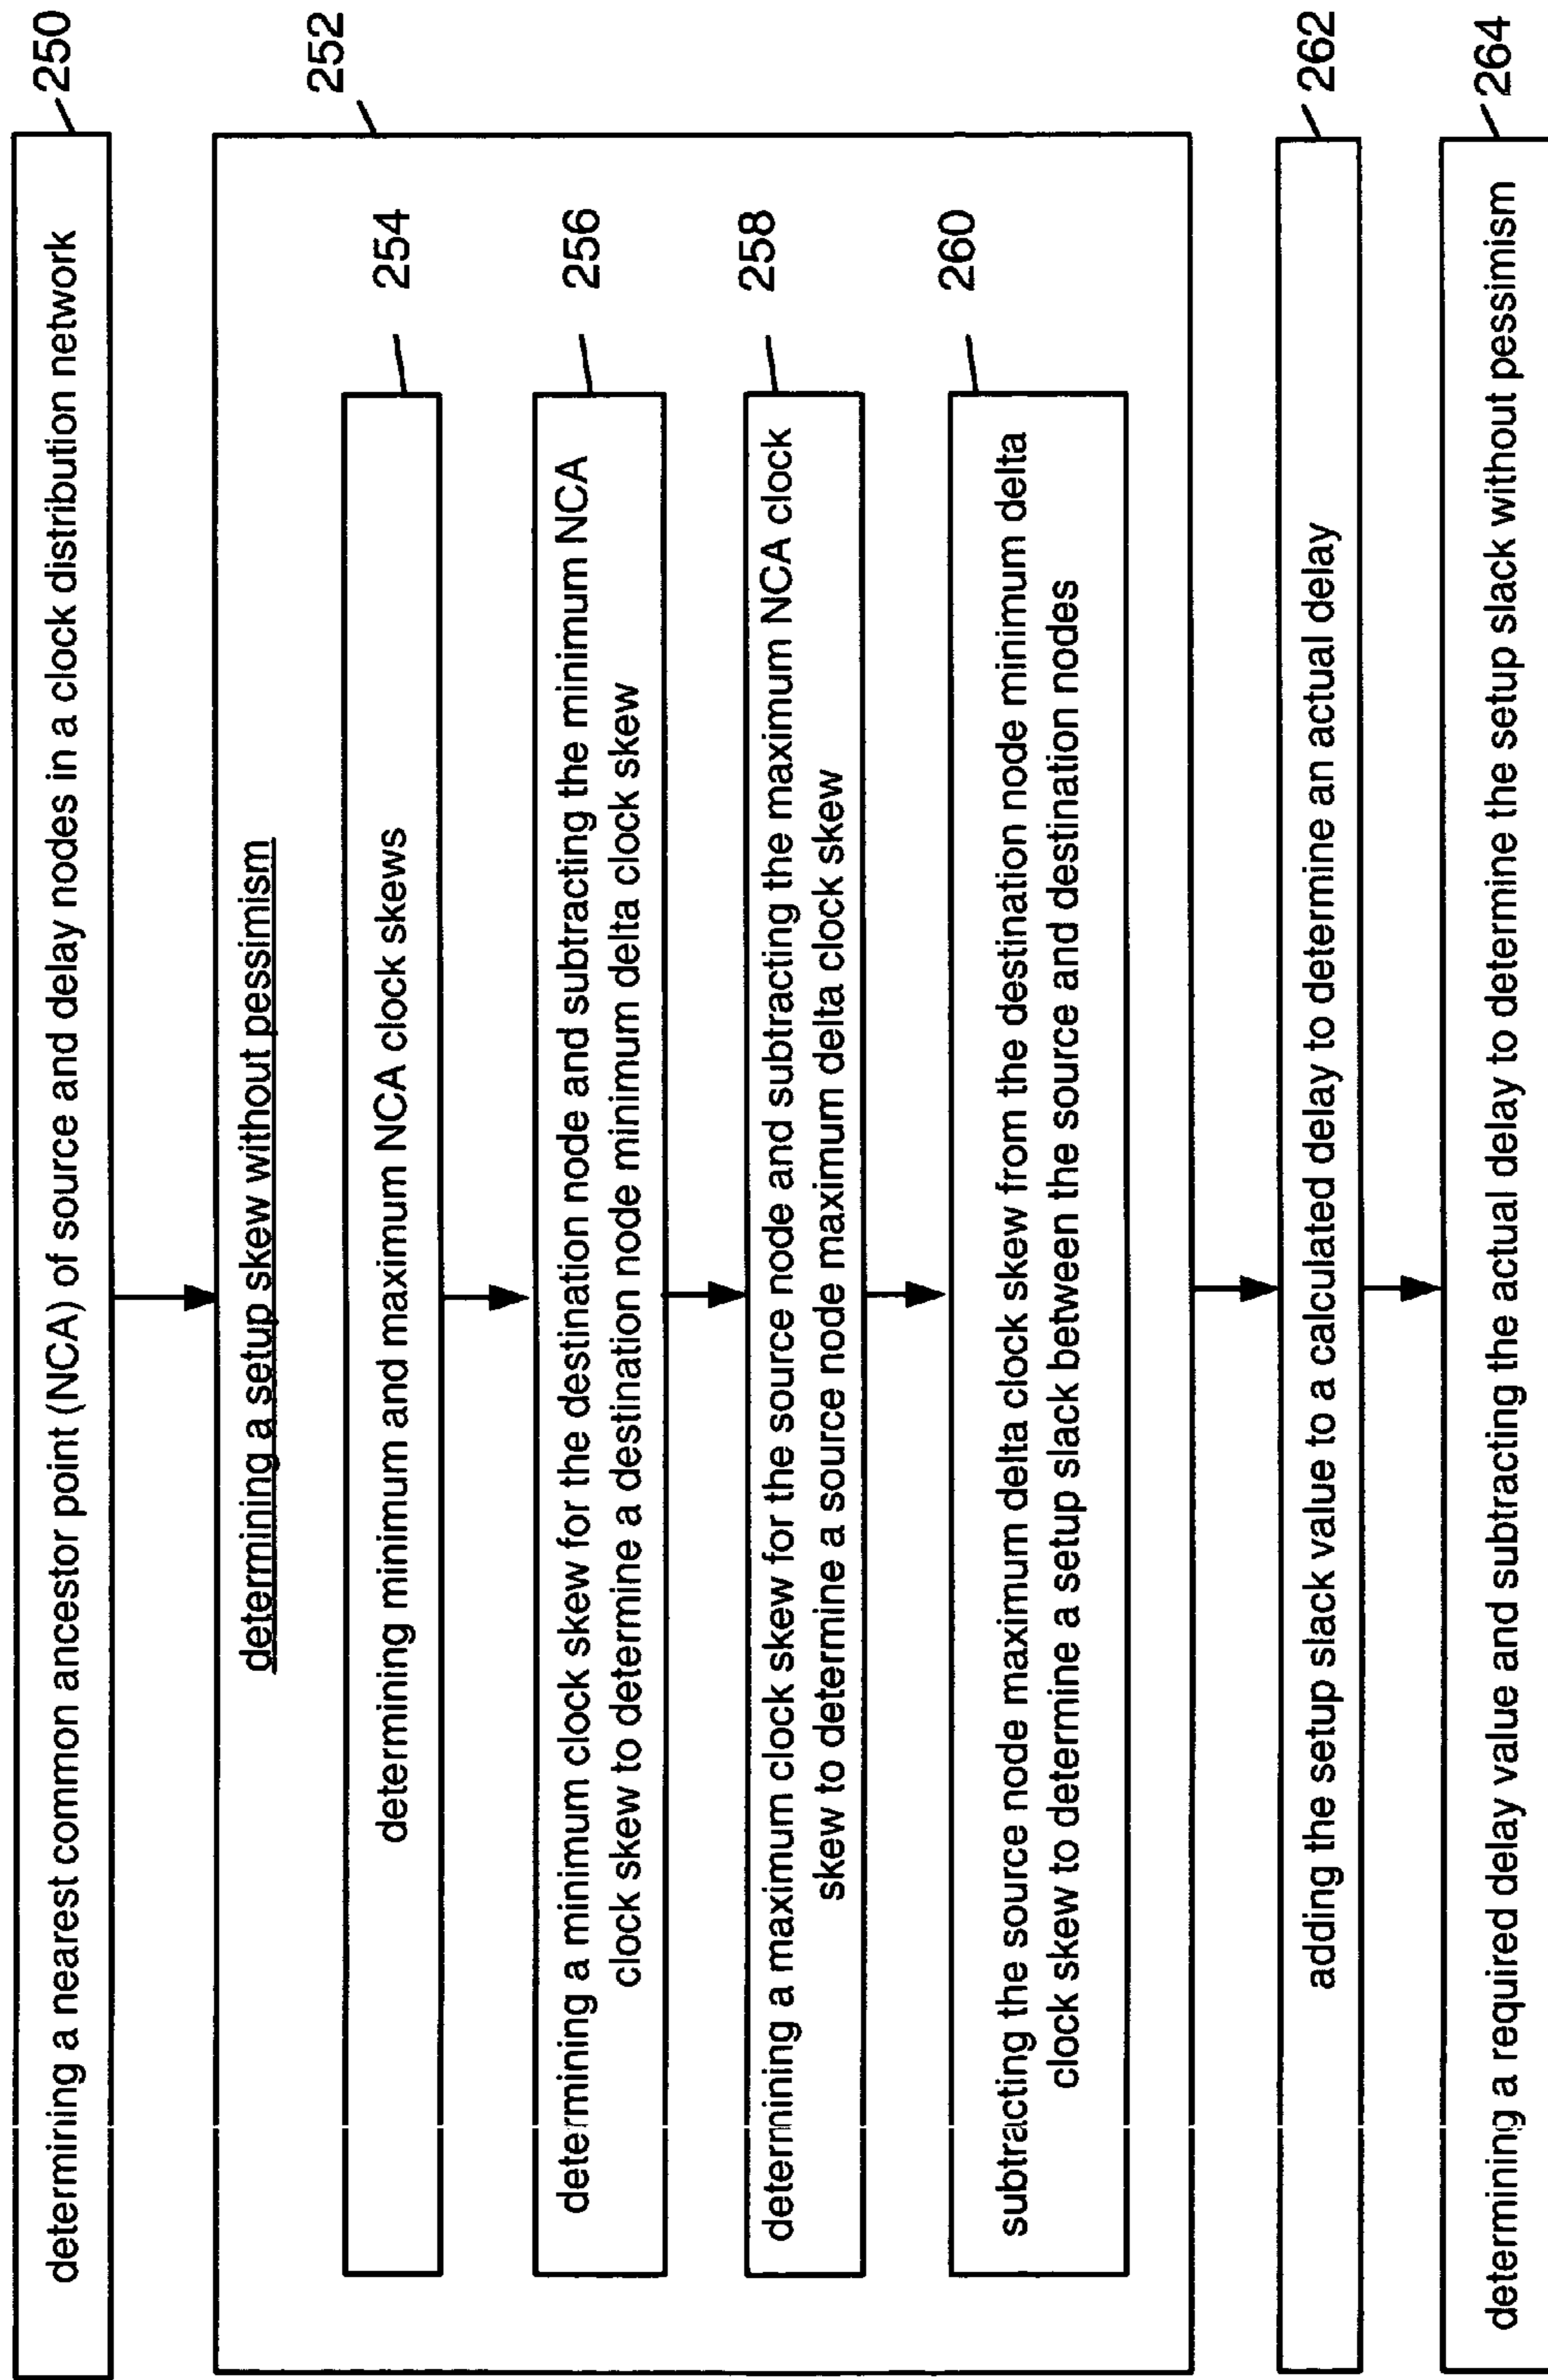 determining a nearest common ancestor point (NCA) of source and delay nodes in a clock distribution network
250
252
determining a setup skew without pessimism
254
determining minimum and maximum NCA clock skews
256
determining a minimum clock skew for the destination node and subtracting the minimum NCA
clock skew to determine a destination node minimum delta clock skew
258
determining a maximum clock skew for the source node and subtracting the maximum NCA clock
skew to determine a source node maximum delta clock skew
260
subtracting the source node maximum delta clock skew from the destination node minimum delta
clock skew to determine a setup slack between the source and destination nodes
262
adding the setup slack value to a calculated delay to determine an actual delay
264
determining a required delay value and subtracting the actual delay to determine the setup slack without pessimism